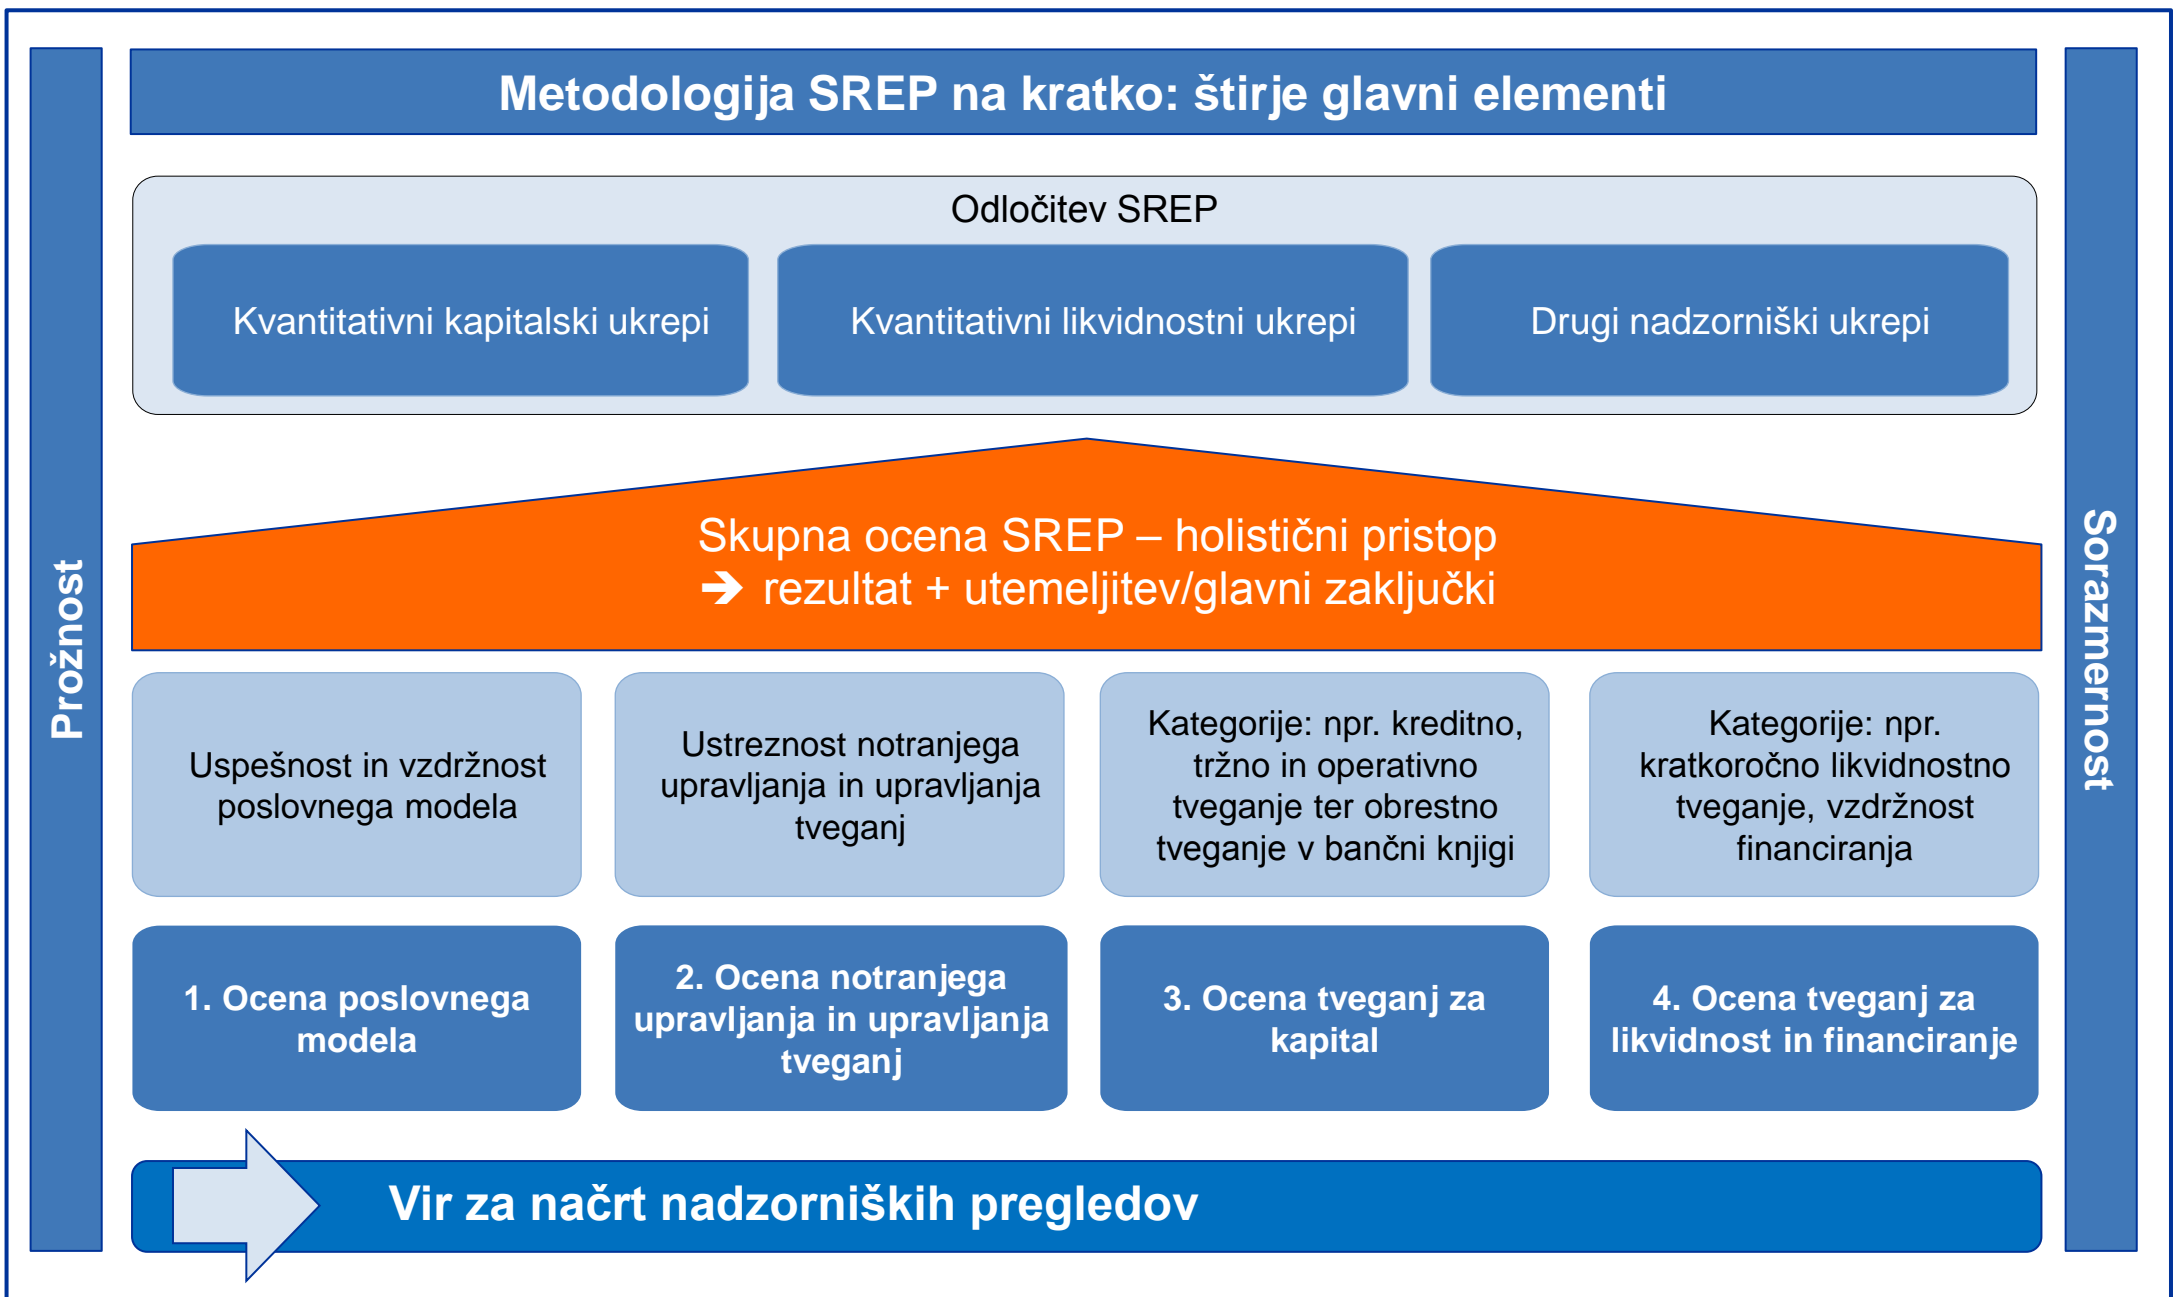 Metodologija SREP na kratko: štirje glavni elementi
Prožnost
Odločitev SREP
Kvantitativni kapitalski ukrepi
Kvantitativni likvidnostni ukrepi
Drugi nadzorniški ukrepi
Skupna ocena SREP – holistični pristop
➔ rezultat + utemeljitev/glavni zaključki
Uspešnost in vzdržnost
poslovnega modela
Ustreznost notranjega
upravljanja in upravljanja
tveganj
Kategorije: npr. kreditno,
tržno in operativno
tveganje ter obrestno
tveganje v bančni knjigi
Kategorije: npr.
kratkoročno likvidnostno
tveganje, vzdržnost
financiranja
1. Ocena poslovnega
modela
2. Ocena notranjega
upravljanja in upravljanja
tveganj
3. Ocena tveganj za
kapital
4. Ocena tveganj za
likvidnost in financiranje
Vir za načrt nadzorniških pregledov
Sorazmernost